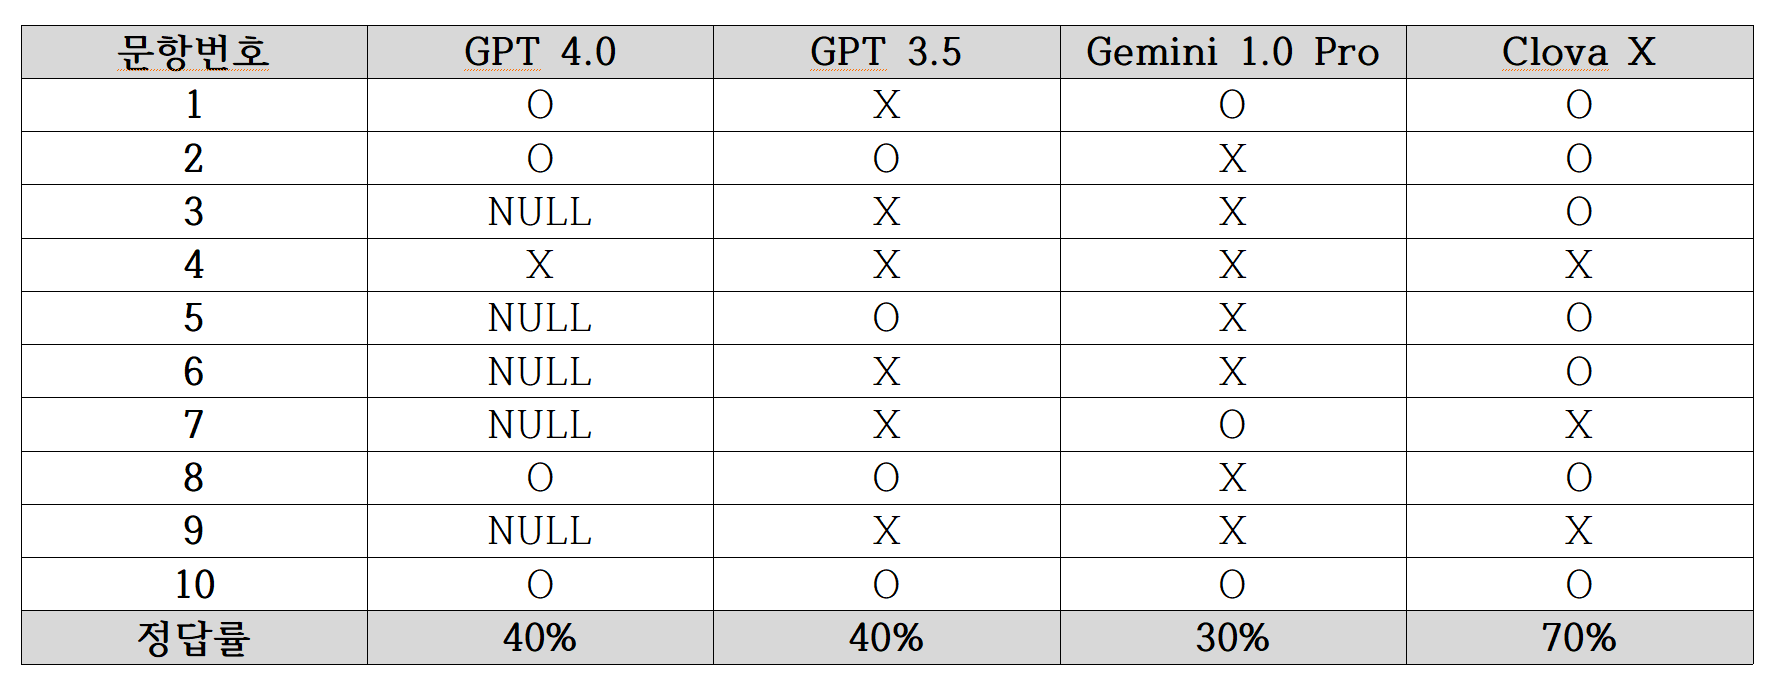 문항번호 GPT 4.0 GPT 3.5 Gemini 1.0 Pro Clova X
1 O X O O
2 O O X O
3 NULL X X O
4 X X X X
5 NULL O X O
6 NULL X X O
7 NULL X O X
8 O O X O
9 NULL X X X
10 O O O O
정답률 40% 40% 30% 70%